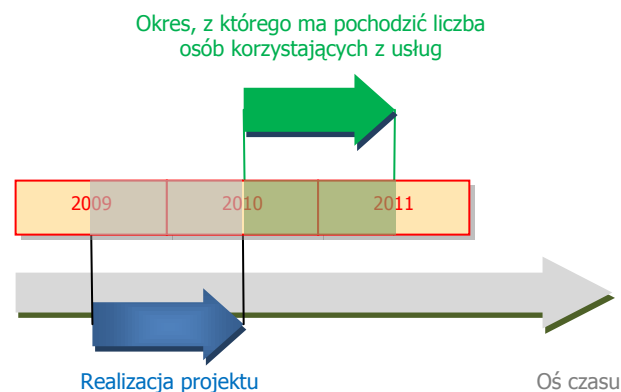 Okres, z którego ma pochodzić liczba
osób korzystających z usług
2009 2010 2011
Realizacja projektu Oś czasu